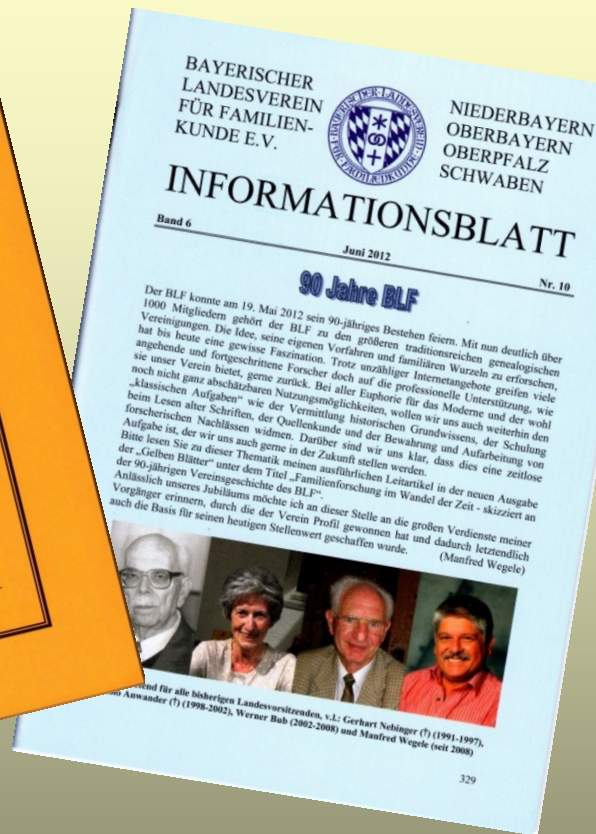 BAYERISCHER
LANDESVEREIN
FÜR FAMILIEN-
KUNDE E.V.
BAYERISCHER LANDESVEREIN FÜR FAMILIENKUNDE
NIEDERBAYERN
OBERBAYERN
OBERPFALZ
SCHWABEN
INFORMATIONSBLATT
Band 6 Juni 2012 Nr. 10
90 Jahre BLF
Der BLF konnte am 19. Mai 2012 sein 90-jähriges Bestehen feiern. Mit nun deutlich über
1000 Mitgliedern gehört der BLF zu den größeren traditionsreichen genealogischen
Vereinigungen. Die Idee, seine eigenen Vorfahren und familiären Wurzeln zu erforschen,
hat bis heute eine gewisse Faszination. Trotz unzähliger Internetangebote greifen viele
angehende und fortgeschrittene Forscher doch auf die professionelle Unterstützung, wie
sie unser Verein bietet, gerne zurück. Bei aller Euphorie für das Moderne und der wohl
noch nicht ganz abschätzbaren Nutzungsmöglichkeiten, wollen wir uns auch weiterhin den
„klassischen Aufgaben“ wie der Vermittlung historischen Grundwissens, der Schulung
beim Lesen alter Schriften, der Quellenkunde und der Bewahrung und Aufarbeitung von
forscherischen Nachlässen widmen. Darüber sind wir uns klar, dass dies eine zeitlose
Aufgabe ist, der wir uns auch gerne in der Zukunft stellen werden.
Bitte lesen Sie zu dieser Thematik meinen ausführlichen Leitartikel in der neuen Ausgabe
der „Gelben Blätter“ unter dem Titel „Familienforschung im Wandel der Zeit - skizziert an
der 90-jährigen Vereinsgeschichte des BLF“.
Anlässlich unseres Jubiläums möchte ich an dieser Stelle an die großen Verdienste meiner
Vorgänger erinnern, durch die der Verein Profil gewonnen hat und dadurch letztendlich
auch die Basis für seinen heutigen Stellenwert geschaffen wurde. (Manfred Wegele)
für alle bisherigen Landesvorsitzenden, v.l.: Gerhart Nebinger (†) (1991-1997),
Anwander (†) (1998-2002), Werner Bub (2002-2008) und Manfred Wegele (seit 2008)
329